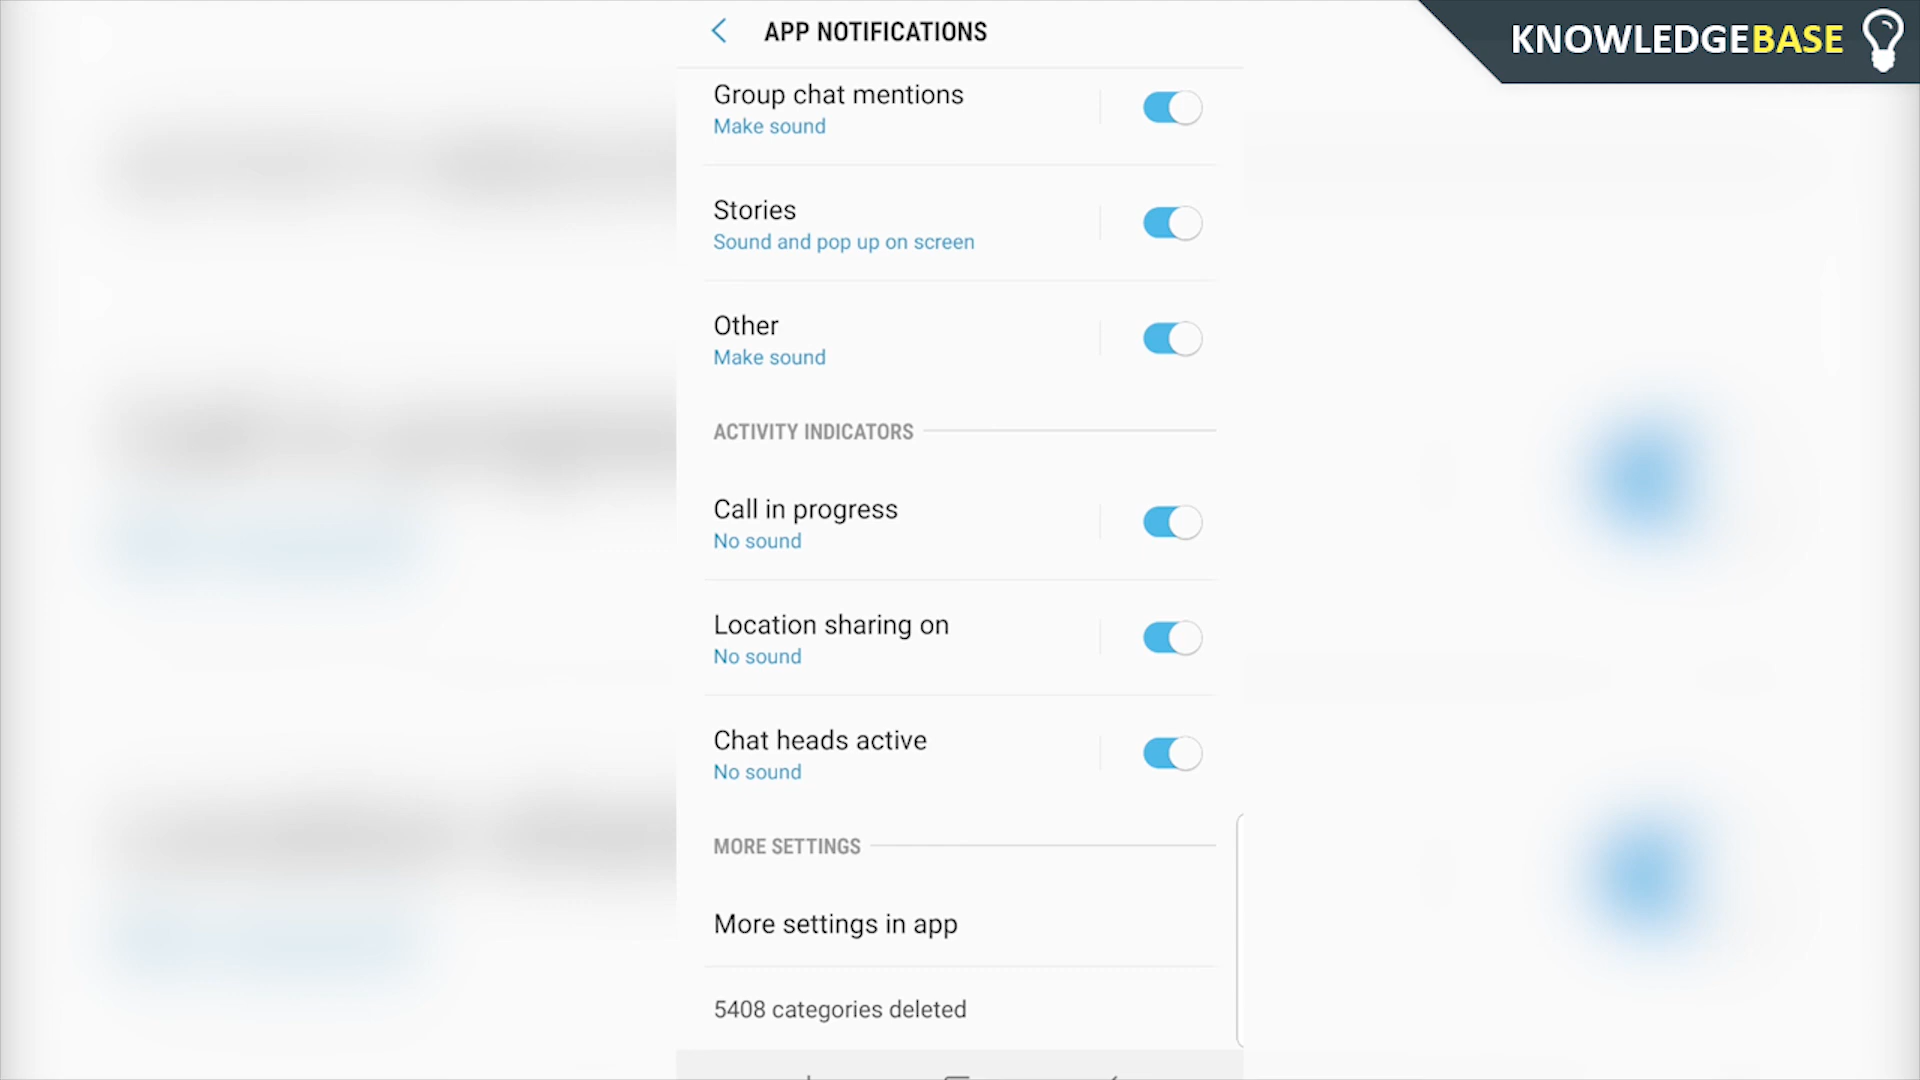 APP NOTIFICATIONS
KNOWLEDGEBASE
Group chat mentions
Make sound
Stories
Sound and pop up on screen
Other
Make sound
ACTIVITY INDICATORS
Call in progress
No sound
Location sharing on
No sound
Chat heads active
No sound
MORE SETTINGS
More settings in app
5408 categories deleted